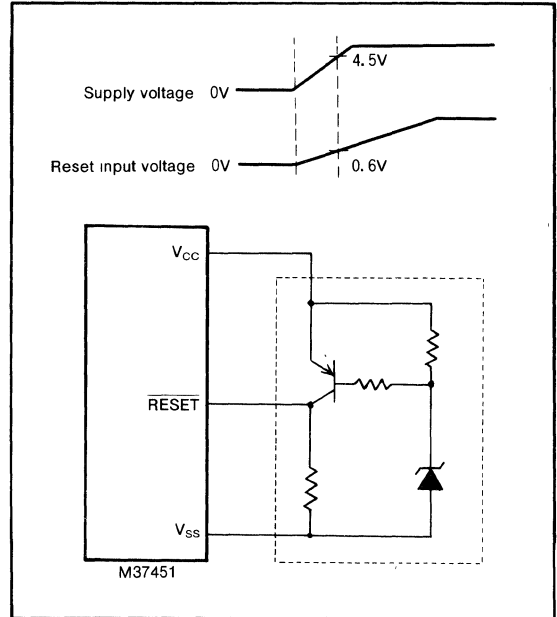 4.5V
Supply voltage 0V
Reset input voltage 0V
0.6V
VCC
RESET
VSS
M37451